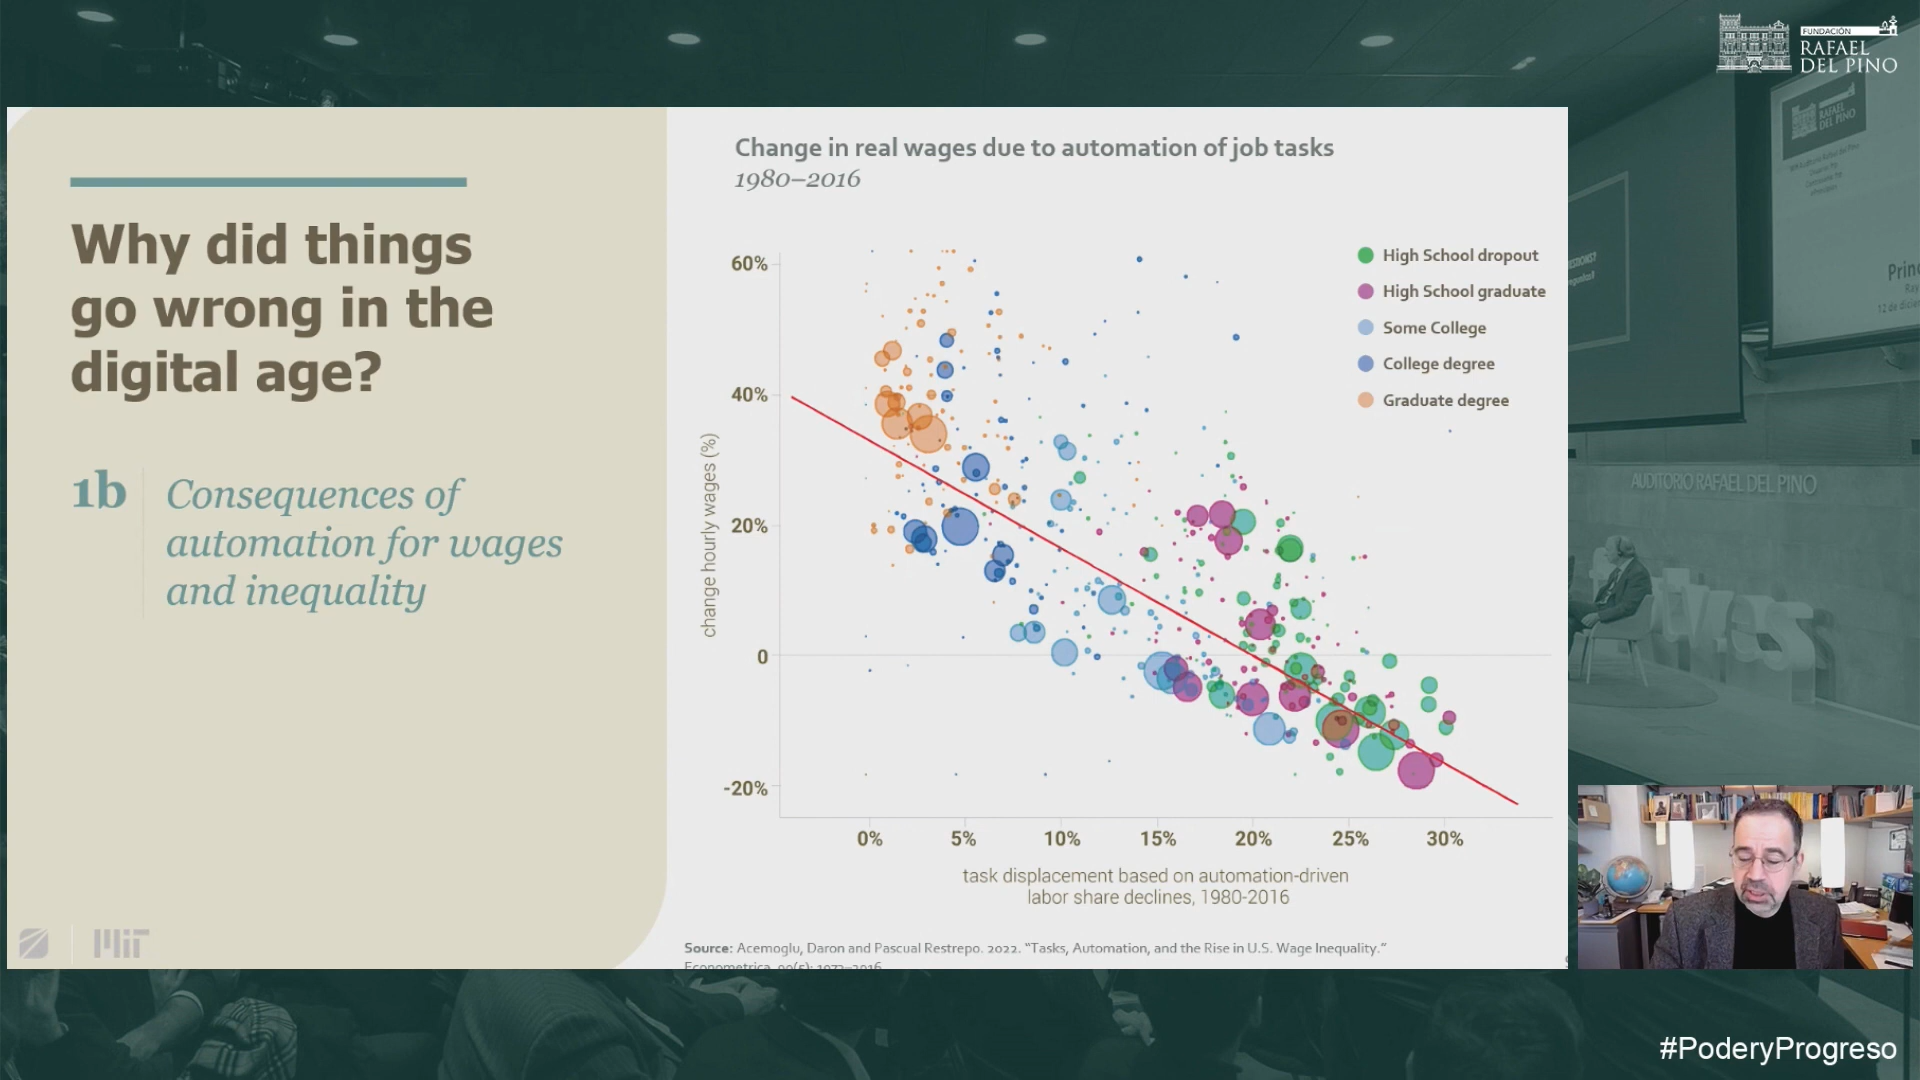 FUNDACIÓN
RAFAEL
DEL PINO
RAFAEL
DEL PINO
Why did things
go wrong in the
digital age?
1b
Consequences of
automation for wages
and inequality
MIT
Change in real wages due to automation of job tasks
1980–2016
change hourly wages (%)
60%
40%
20%
0
-20%
0% 5% 10% 15% 20% 25% 30%
High School dropout
High School graduate
Some College
College degree
Graduate degree
task displacement based on automation-driven
labor share declines, 1980-2016
Source: Acemoglu, Daron and Pascual Restrepo. 2022. “Tasks, Automation, and the Rise in U.S. Wage Inequality.”
AUDITORIO RAFAEL DEL PINO
#PoderyProgreso